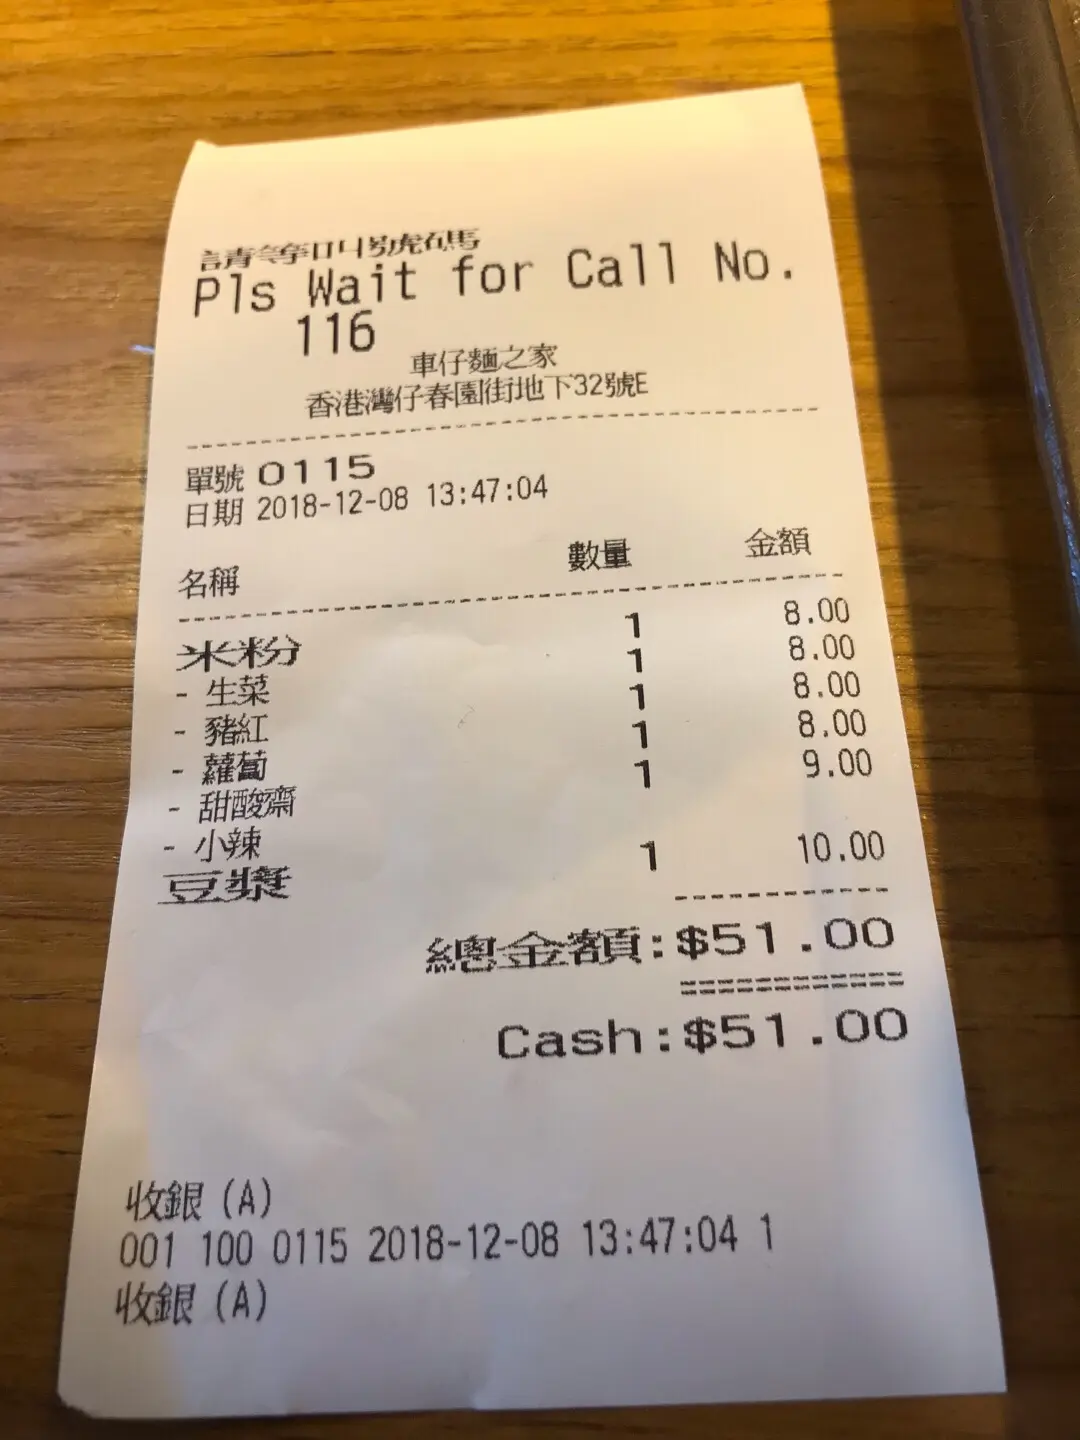 請等叫號碼
Pls Wait for Call No.
116
車仔麵之家
香港灣仔春園街地下32號E
單號 0115
日期 2018-12-08 13:47:04
名稱 數量 金額
米粉 1 8.00
- 生菜 1 8.00
- 豬紅 1 8.00
- 蘿蔔 1 8.00
- 甜酸齋 1 9.00
- 小辣
豆漿 1 10.00
總金額:$51.00
Cash:$51.00
收銀 (A)
001 100 0115 2018-12-08 13:47:04 1
收銀 (A)